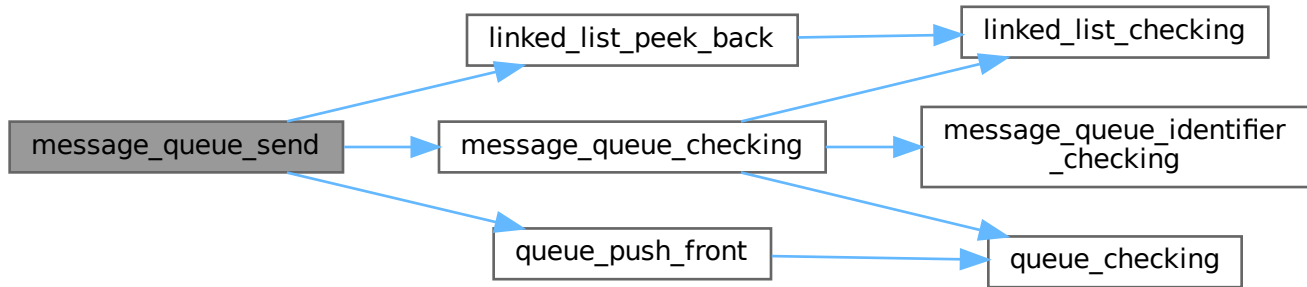 message_queue_send
linked_list_peek_back
message_queue_checking
queue_push_front
linked_list_checking
message_queue_identifier
_checking
queue_checking